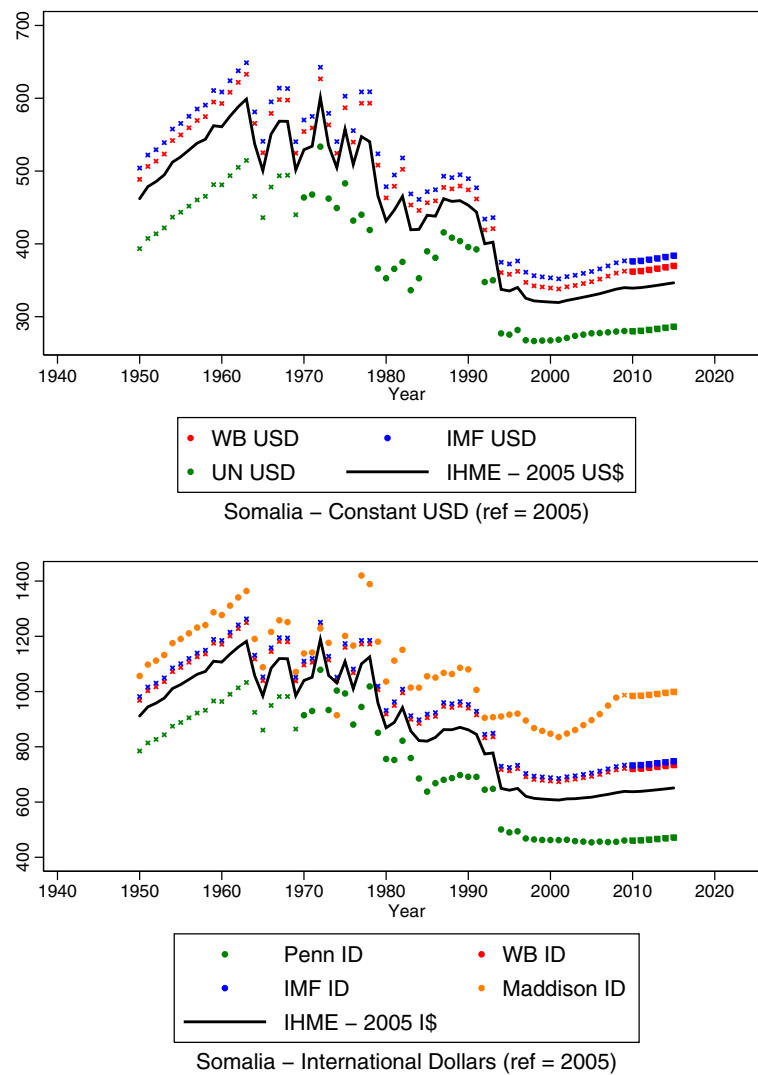 700
600
500
400
300
1940 1950 1960 1970 1980 1990 2000 2010 2020
Year
WB USD IMF USD
UN USD IHME − 2005 US$
Somalia − Constant USD (ref = 2005)
1400
1200
1000
800
600
400
1940 1950 1960 1970 1980 1990 2000 2010 2020
Year
Penn ID WB ID
IMF ID Maddison ID
IHME − 2005 I$
Somalia − International Dollars (ref = 2005)